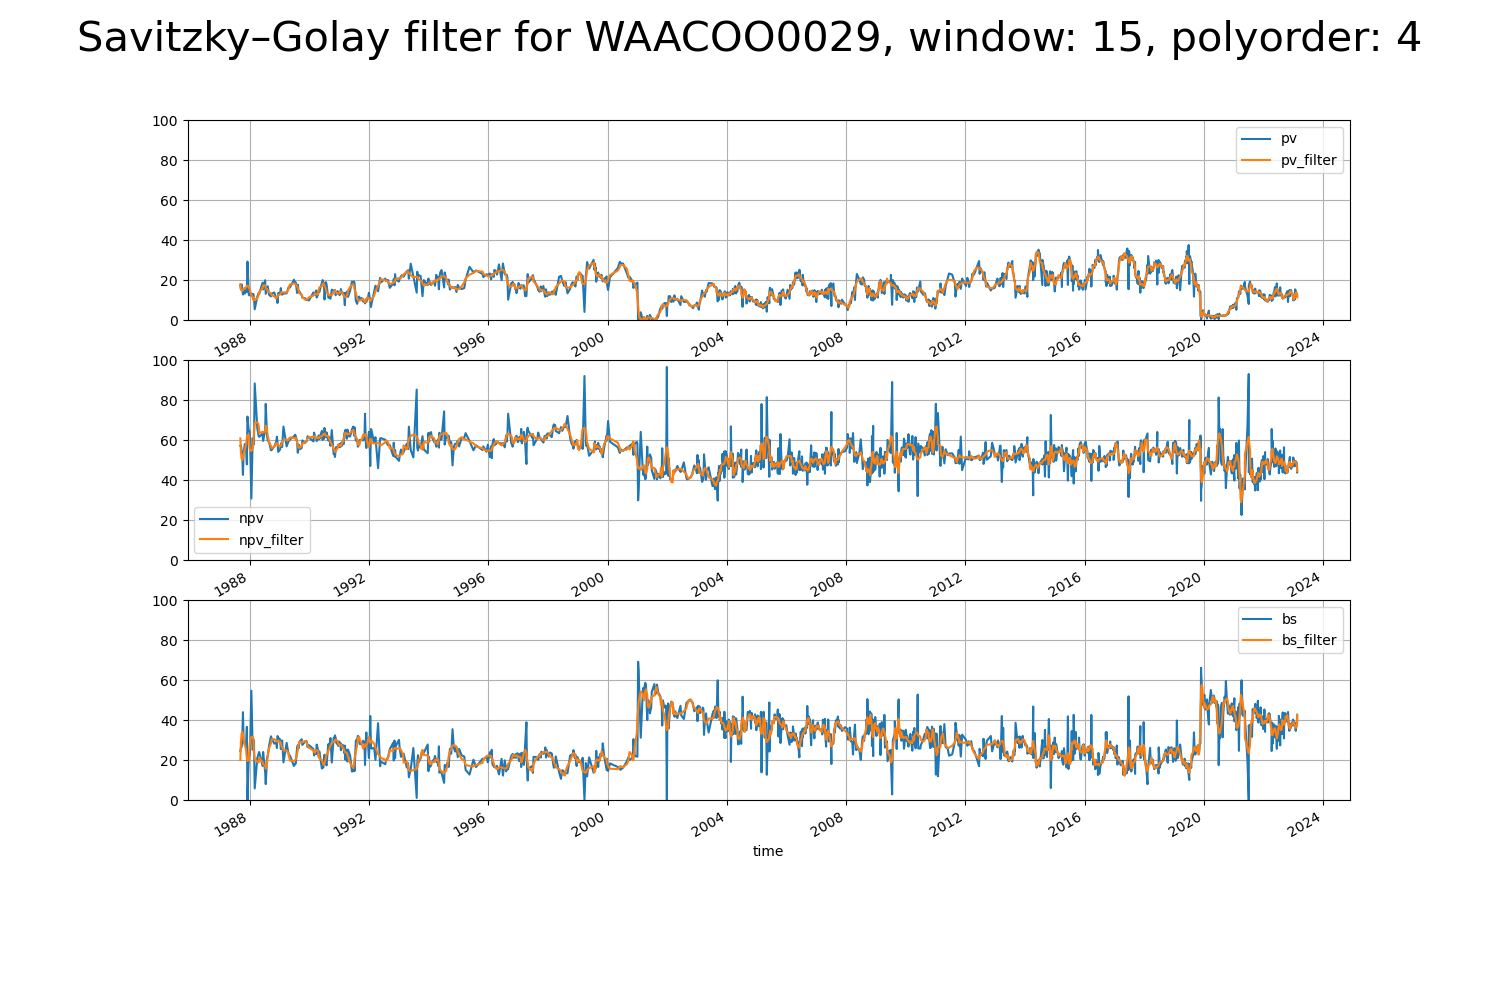 Savitzky–Golay filter for WAACOO0029, window: 15, polyorder: 4
100
80
60
40
20
0
pv
pv_filter
1988 1992 1996 2000 2004 2008 2012 2016 2020 2024
100
80
60
40
20
0
npv
npv_filter
1988 1992 1996 2000 2004 2008 2012 2016 2020 2024
100
80
60
40
20
0
bs
bs_filter
1988 1992 1996 2000 2004 2008 2012 2016 2020 2024
time